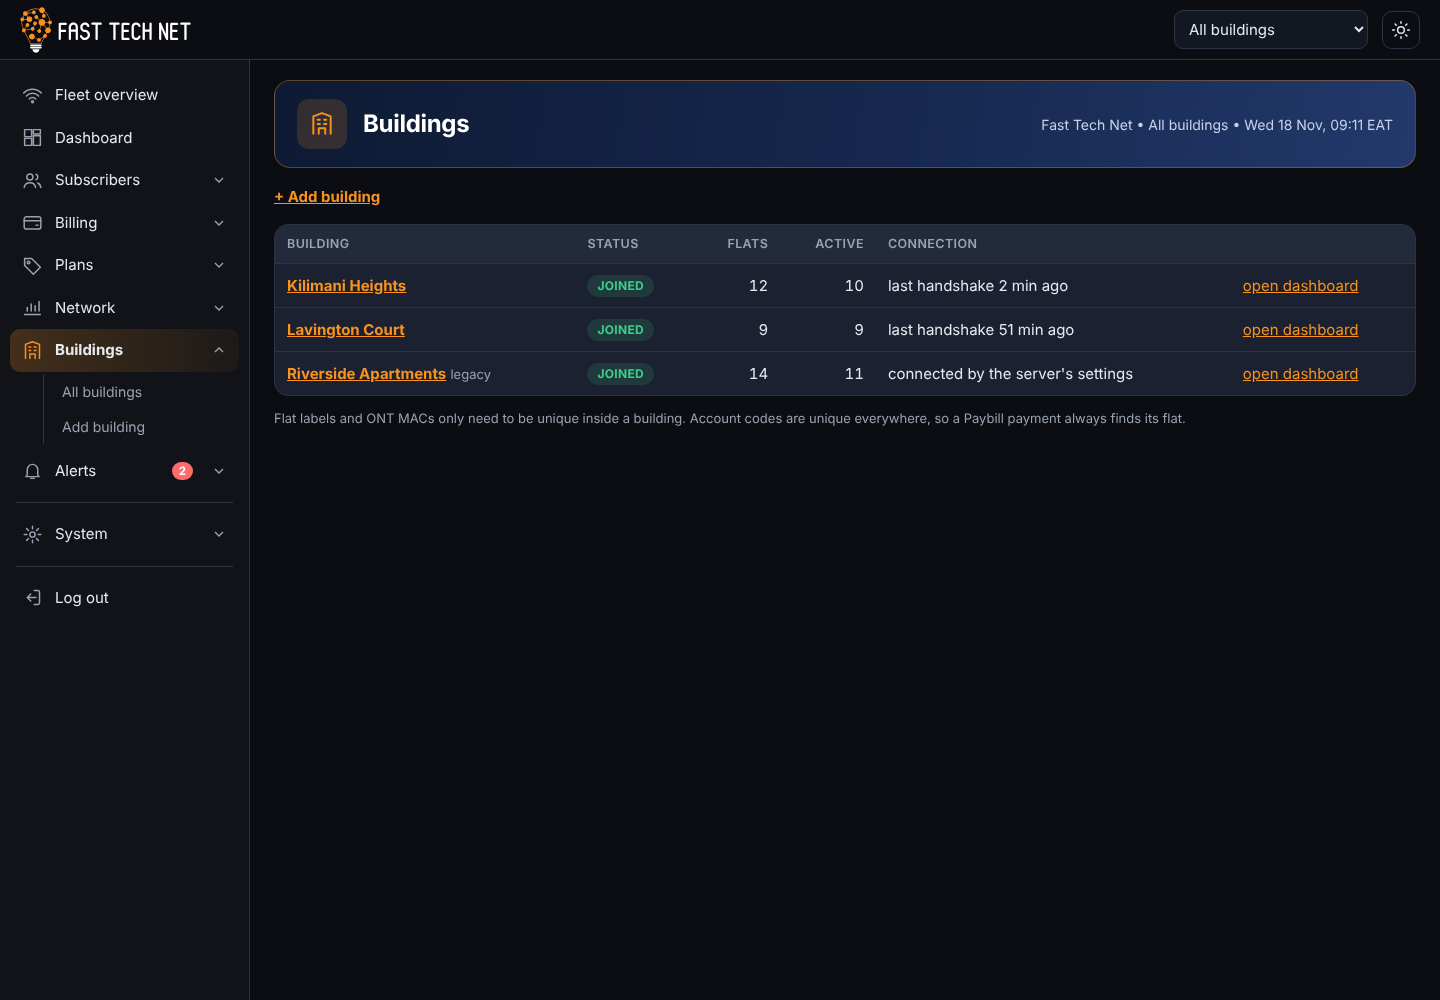 FAST TECH NET
All buildings
Fleet overview
Dashboard
Subscribers
Billing
Plans
Network
Buildings
All buildings
Add building
Alerts 2
System
Log out
Buildings
Fast Tech Net • All buildings • Wed 18 Nov, 09:11 EAT
+ Add building
BUILDING STATUS FLATS ACTIVE CONNECTION
Kilimani Heights JOINED 12 10 last handshake 2 min ago open dashboard
Lavington Court JOINED 9 9 last handshake 51 min ago open dashboard
Riverside Apartments legacy JOINED 14 11 connected by the server's settings open dashboard
Flat labels and ONT MACs only need to be unique inside a building. Account codes are unique everywhere, so a Paybill payment always finds its flat.